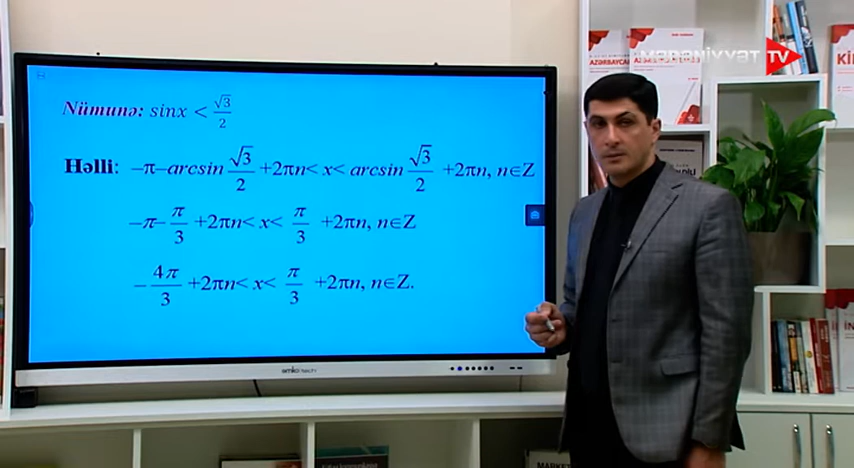 Nümunə: sinx < √3/2
Həlli: −π−arcsin √3/2 +2πn< x< arcsin √3/2 +2πn, n∈Z
−π− π/3 +2πn< x< π/3 +2πn, n∈Z
− 4π/3 +2πn< x< π/3 +2πn, n∈Z.
MƏDƏNİYYƏT TV
AZƏRBAYCAN